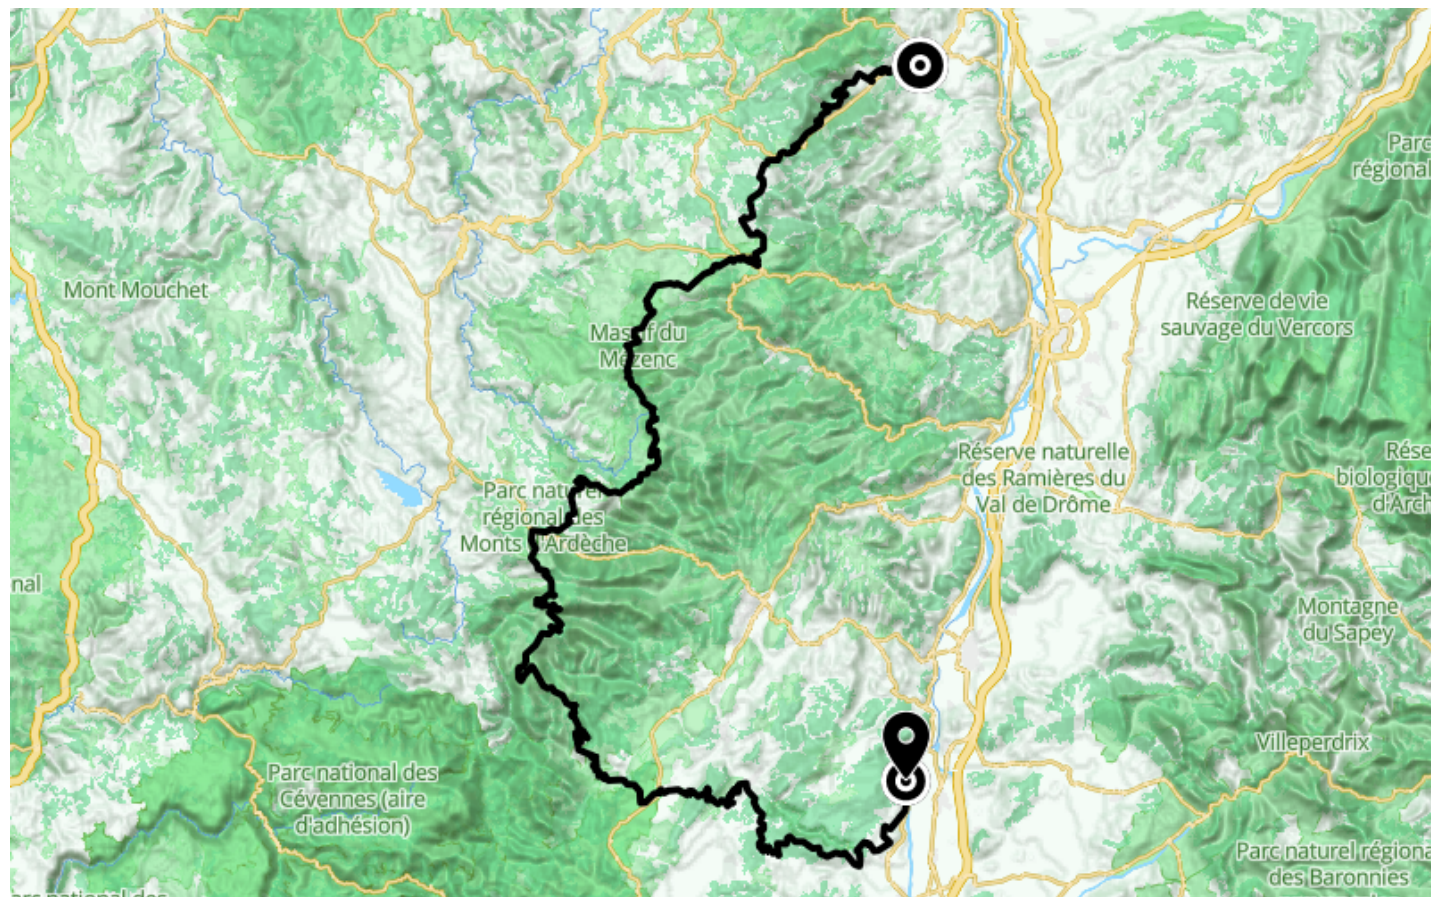 Parc
régional
Mont Mouchet
Réserve de vie
sauvage du Vercors
Massif du
Mézenc
Réserve naturelle
des Ramières du
Val de Drôme
Rése
biologiqu
d'Arch
Parc naturel
régional des
Monts d'Ardèche
nal
Montagne
du Sapey
Villeperdrix
Parc national des
Cévennes (aire
d'adhésion)
Parc naturel régiona
des Baronnies